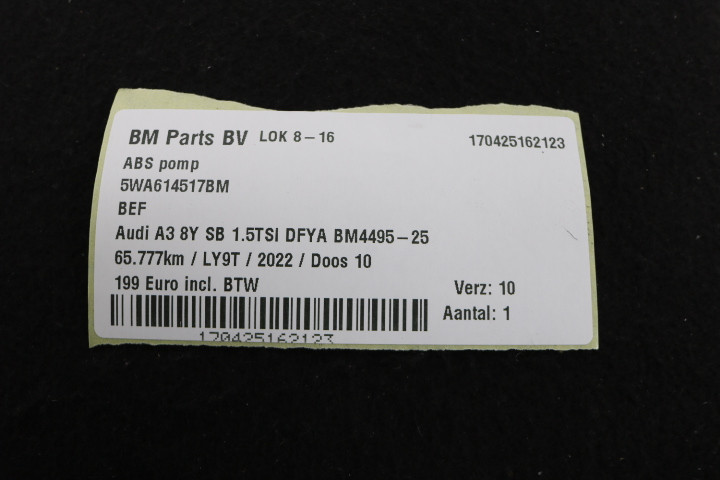 BM Parts BV LOK 8-16 170425162123
ABS pomp
5WA614517BM
BEF
Audi A3 8Y SB 1.5TSI DFYA BM4495-25
65.777km / LY9T / 2022 / Doos 10
199 Euro incl. BTW Verz: 10
Aantal: 1
170425162123